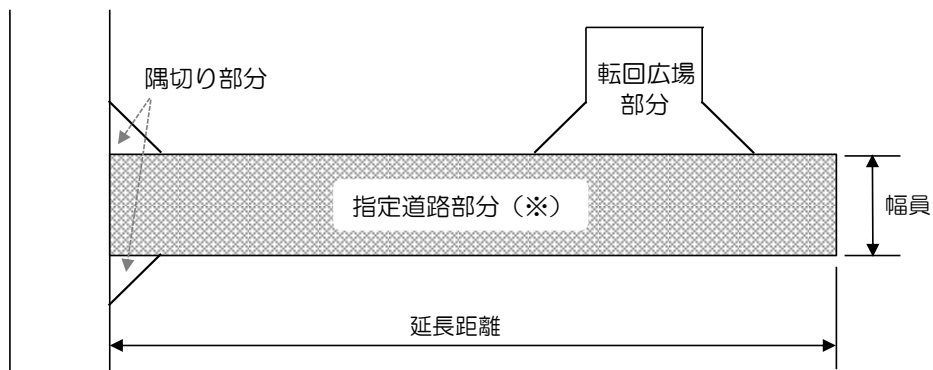 隅切り部分
転回広場
部分
指定道路部分（※）
幅員
延長距離